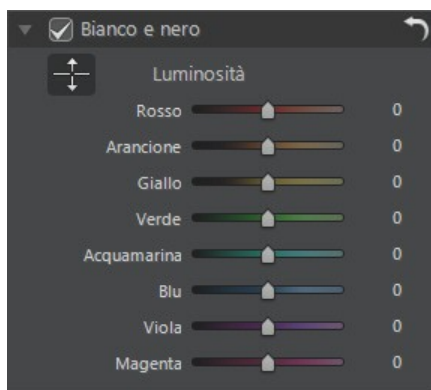 Bianco e nero
Luminosità
Rosso 0
Arancione 0
Giallo 0
Verde 0
Acquamarina 0
Blu 0
Viola 0
Magenta 0